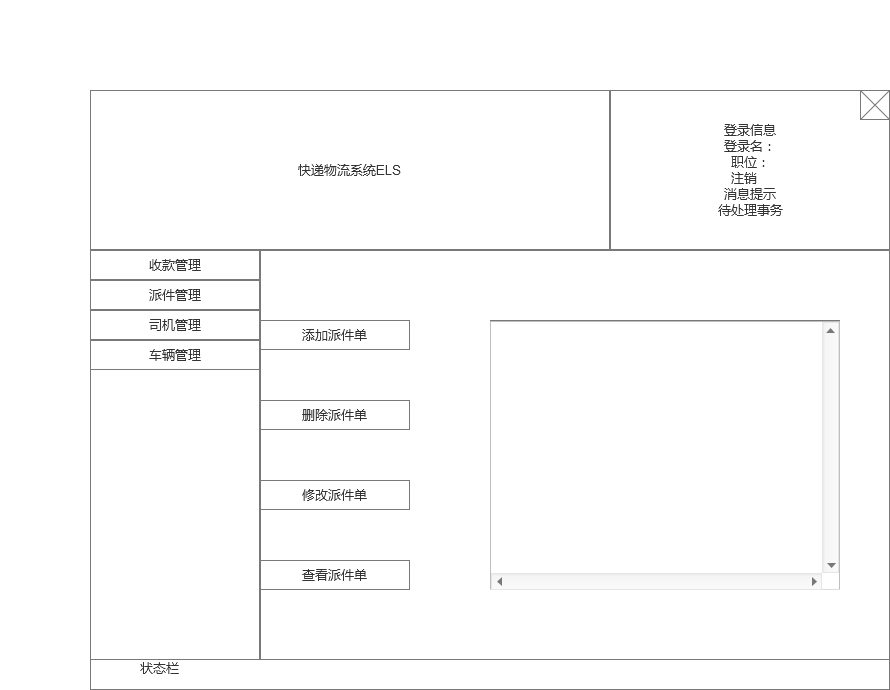 快递物流系统ELS
登录信息
登录名：
职位：
注销
消息提示
待处理事务
收款管理
派件管理
司机管理
车辆管理
添加派件单
删除派件单
修改派件单
查看派件单
状态栏